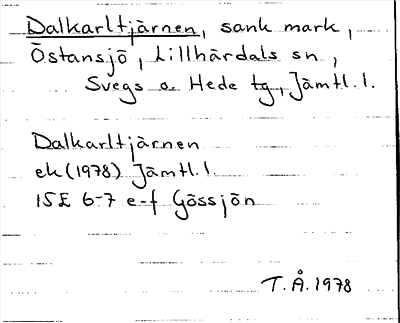 Dalkarltjärnen, sank mark,
Östansjö, Lillhärdals sn,
Svegs o. Hede tg, Jämtl. l.
Dalkarltjärnen
ek (1978) Jämtl. l.
15E 6-7 e-f Gössjön
T. Å. 1978